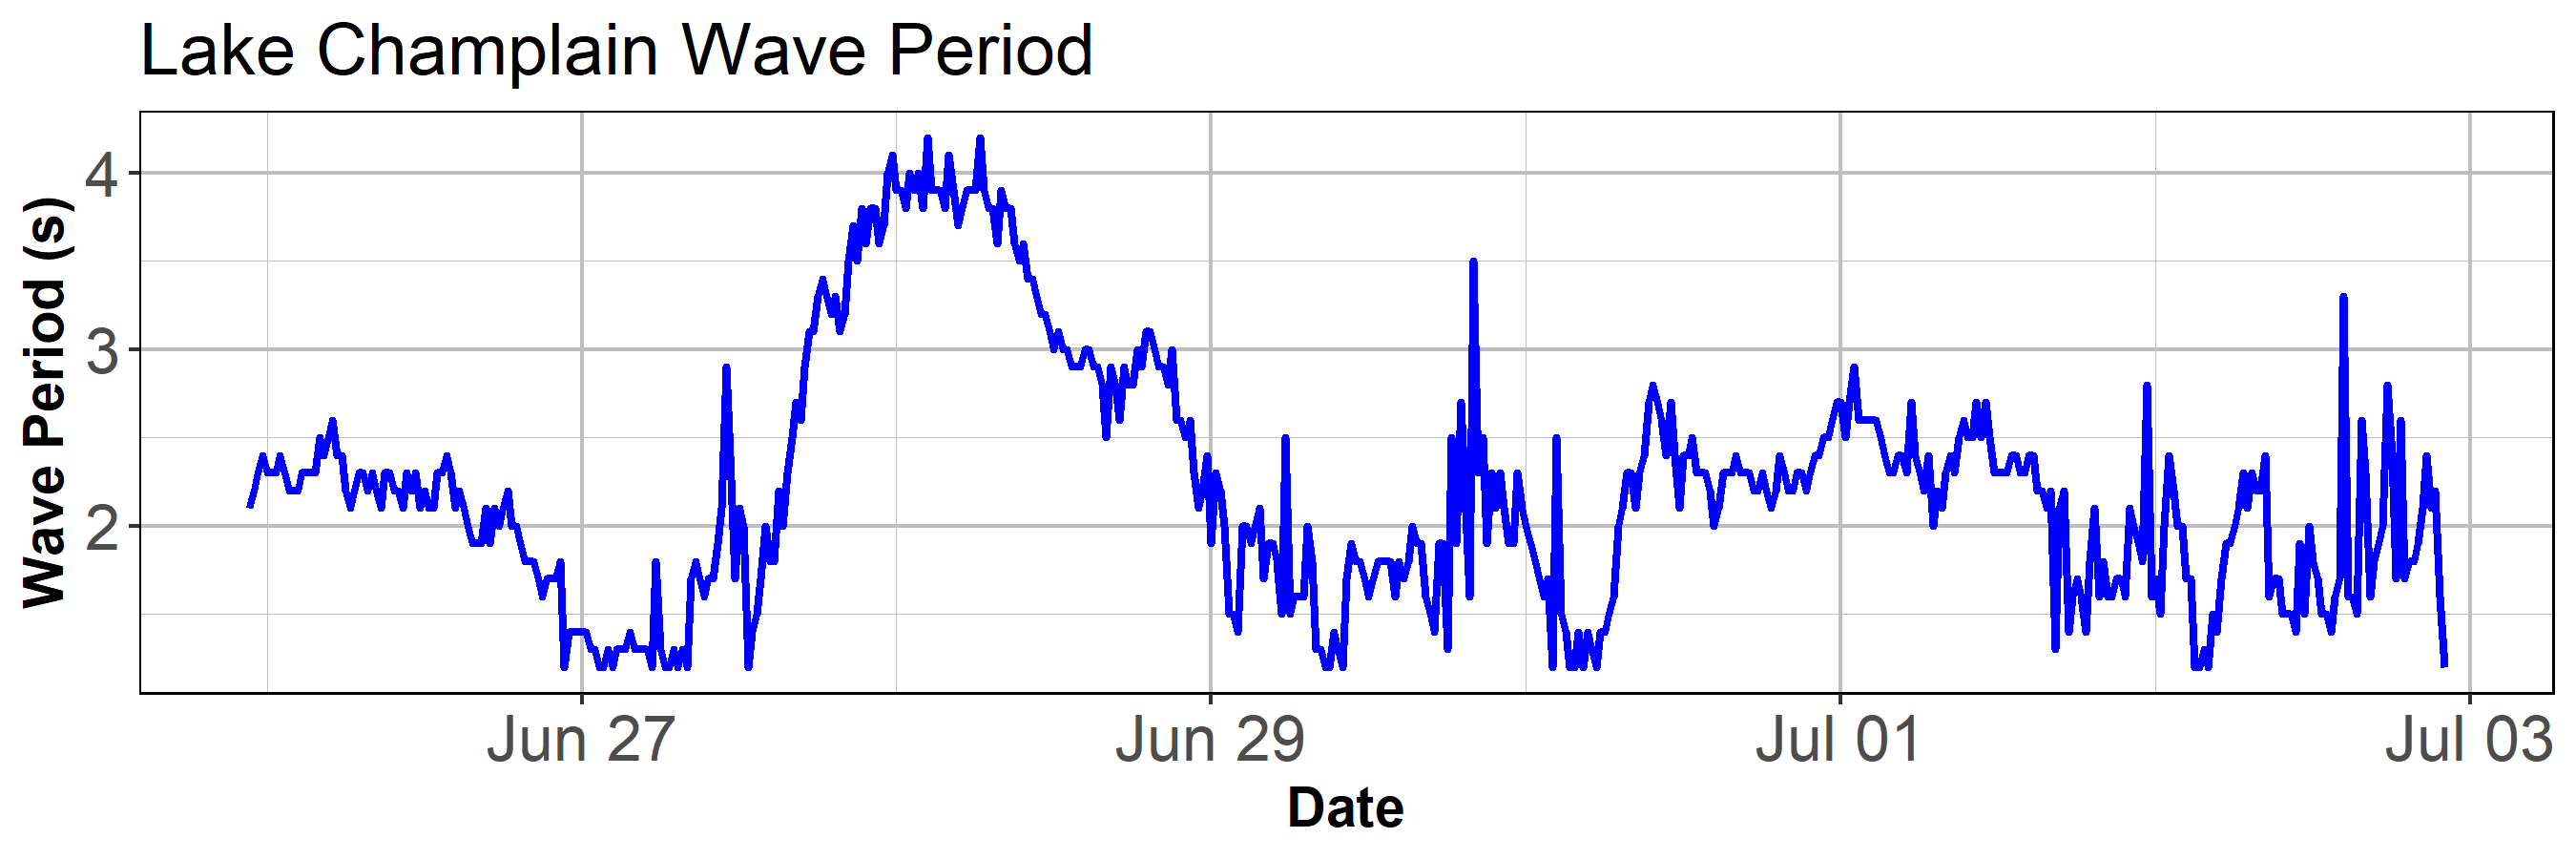 Lake Champlain Wave Period
Wave Period (s)
4
3
2
Jun 27
Jun 29
Jul 01
Jul 03
Date